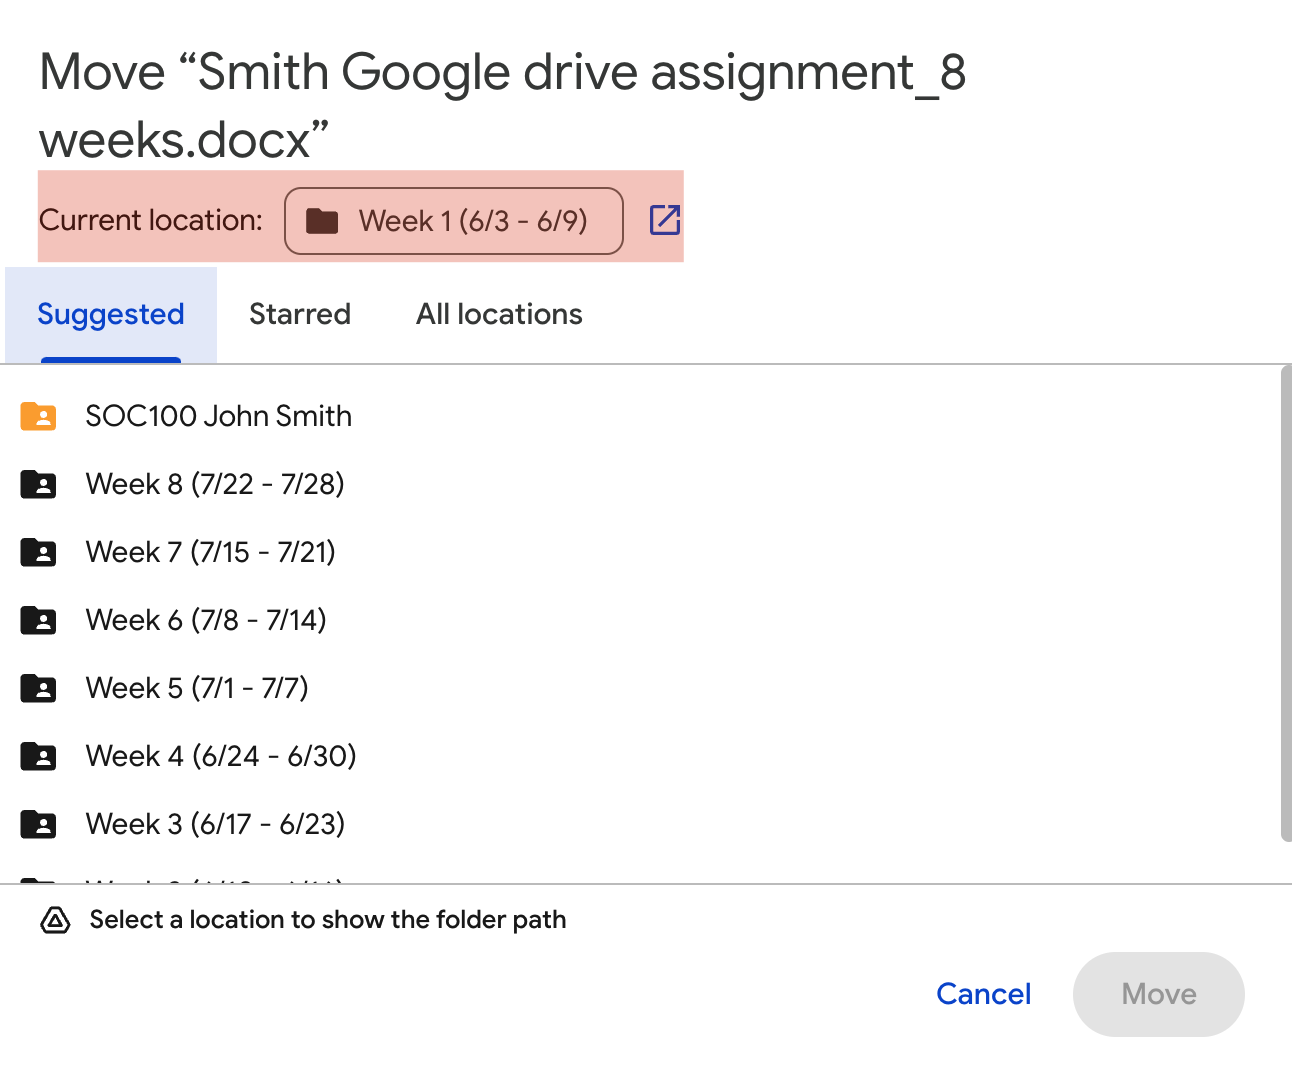 Move “Smith Google drive assignment_8
weeks.docx”
Current location: Week 1 (6/3 - 6/9)
Suggested Starred All locations
SOC100 John Smith
Week 8 (7/22 - 7/28)
Week 7 (7/15 - 7/21)
Week 6 (7/8 - 7/14)
Week 5 (7/1 - 7/7)
Week 4 (6/24 - 6/30)
Week 3 (6/17 - 6/23)
Select a location to show the folder path
Cancel Move